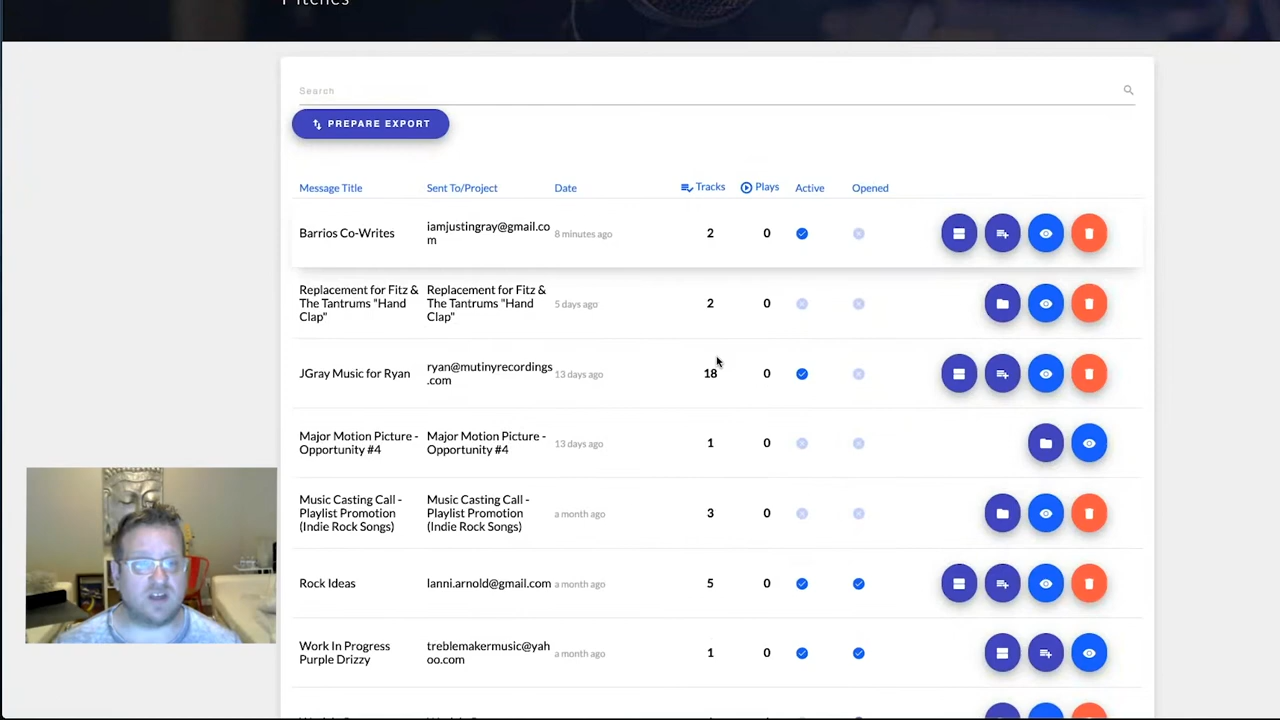 Pitches
Search
PREPARE EXPORT
Message Title Sent To/Project Date Tracks Plays Active Opened
Barrios Co-Writes iamjustingray@gmail.co
m 8 minutes ago 2 0
Replacement for Fitz &
The Tantrums "Hand
Clap"
Replacement for Fitz &
The Tantrums "Hand
Clap"
5 days ago 2 0
JGray Music for Ryan ryan@mutinyrecordings
.com 13 days ago 18 0
Major Motion Picture -
Opportunity #4
Major Motion Picture -
Opportunity #4
13 days ago 1 0
Music Casting Call -
Playlist Promotion
(Indie Rock Songs)
Music Casting Call -
Playlist Promotion
(Indie Rock Songs)
a month ago 3 0
Rock Ideas lanni.arnold@gmail.com a month ago 5 0
Work In Progress
Purple Drizzy
treblemakermusic@yah
oo.com
a month ago 1 0